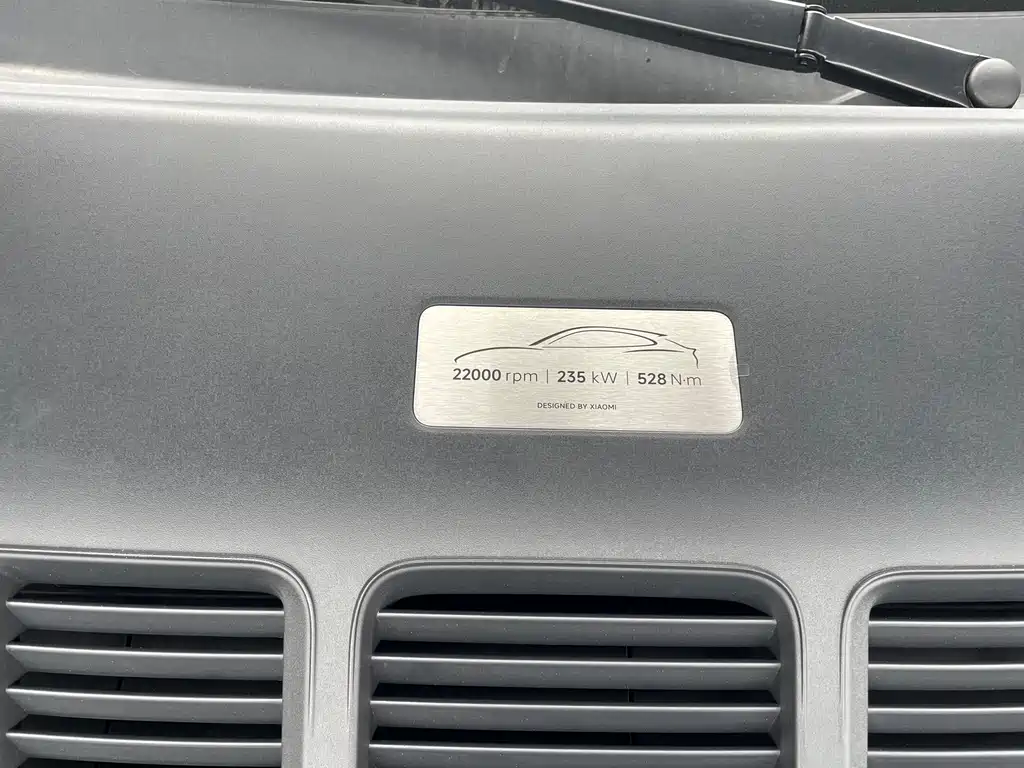 22000 rpm | 235 kW | 528 N·m
DESIGNED BY XIAOMI